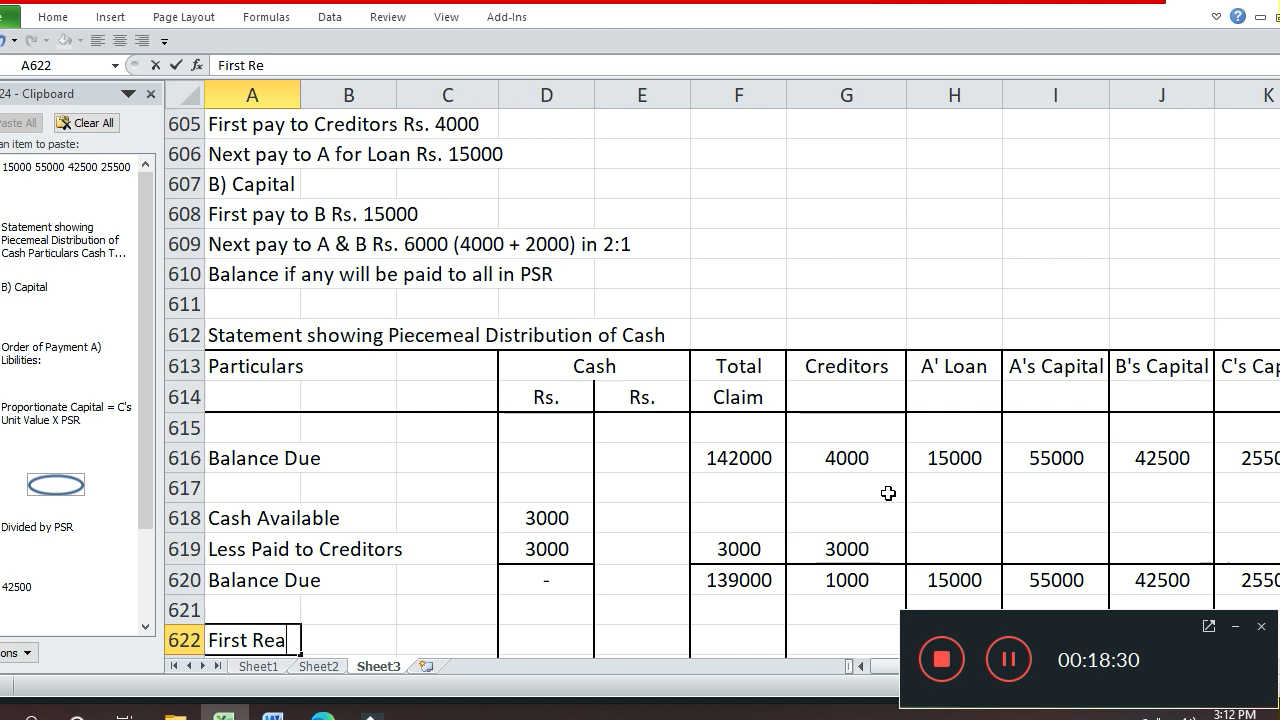 Home Insert Page Layout Formulas Data Review View Add-Ins
A622 fx First Re
24 - Clipboard
Paste All Clear All
an item to paste:
15000 55000 42500 25500
Statement showing
Piecemeal Distribution of
Cash Particulars Cash T...
B) Capital
Order of Payment A)
Libilities:
Proportionate Capital = C's
Unit Value X PSR
Divided by PSR
42500
A B C D E F G H I J K
605 First pay to Creditors Rs. 4000
606 Next pay to A for Loan Rs. 15000
607 B) Capital
608 First pay to B Rs. 15000
609 Next pay to A & B Rs. 6000 (4000 + 2000) in 2:1
610 Balance if any will be paid to all in PSR
611
612 Statement showing Piecemeal Distribution of Cash
613 Particulars Cash Total Creditors A' Loan A's Capital B's Capital C's Cap
614 Rs. Rs. Claim
615
616 Balance Due 142000 4000 15000 55000 42500 2550
617
618 Cash Available 3000
619 Less Paid to Creditors 3000 3000 3000
620 Balance Due - 139000 1000 15000 55000 42500 2550
621
622 First Rea
Sheet1 Sheet2 Sheet3
00:18:30
3:12 PM